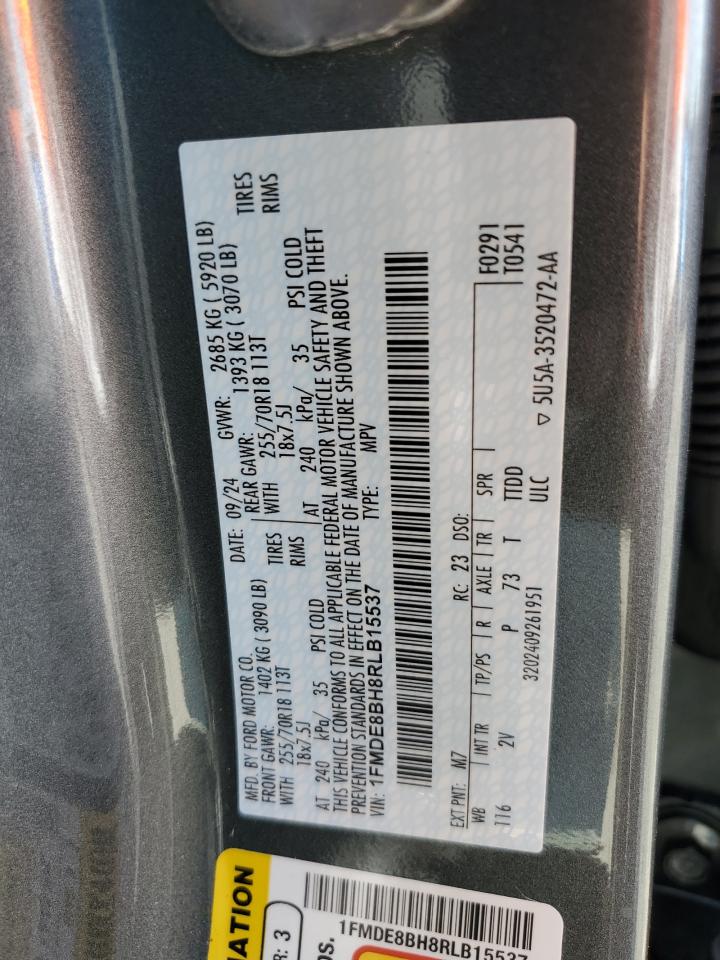 MFD. BY FORD MOTOR CO. DATE: 09/24 GVWR: 2685 KG ( 5920 LB)
FRONT GAWR: 1402 KG (3090 LB) REAR GAWR: 1393 KG ( 3070 LB)
WITH 255/70R18 113T TIRES WITH 255/70R18 113T TIRES
18x7.5J RIMS 18x7.5J RIMS
AT 240 kPa/ 35 PSI COLD AT 240 kPa/ 35 PSI COLD
THIS VEHICLE CONFORMS TO ALL APPLICABLE FEDERAL MOTOR VEHICLE SAFETY AND THEFT
PREVENTION STANDARDS IN EFFECT ON THE DATE OF MANUFACTURE SHOWN ABOVE.
VIN: 1FMDE8BH8RLB15537 TYPE: MPV
EXT PNT: M7 RC: 23 DSO: F0291
WB INT TR TP/PS R AXLE TR SPR T0541
116 2V P 73 T TTDD
3202409261951 ULC ▽ 5U5A-3520472-AA
1FMDE8BH8RLB15537